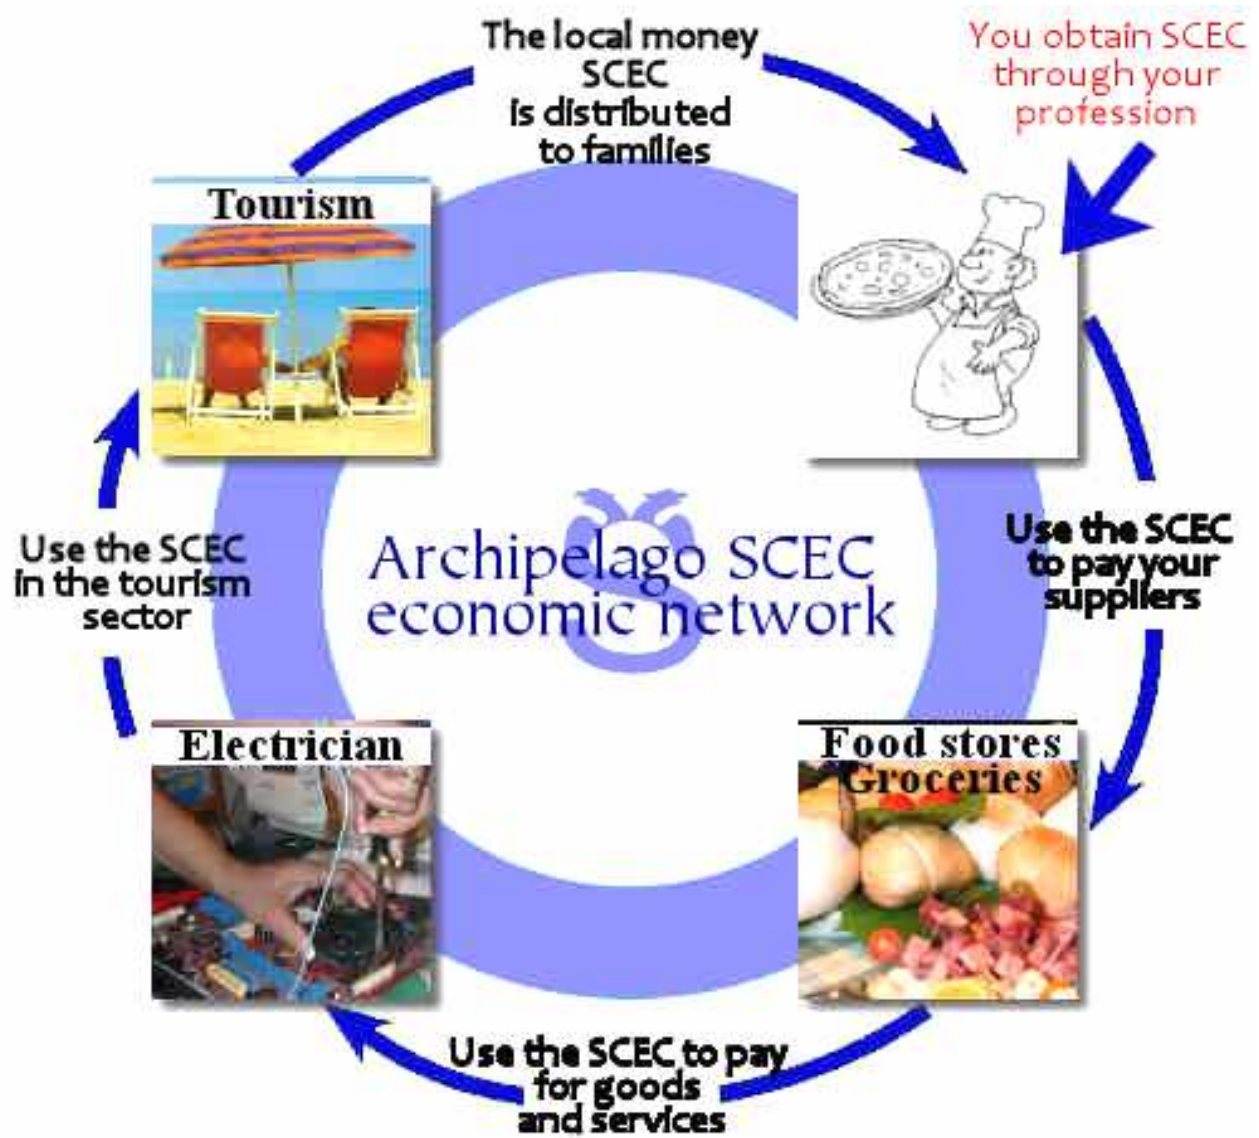 The local money
SCEC
is distributed
to families
You obtain SCEC
through your
profession
Tourism
Use the SCEC
to pay your
suppliers
Archipelago SCEC
economic network
Use the SCEC
in the tourism
sector
Electrician
Food stores
Groceries
Use the SCEC to pay
for goods
and services